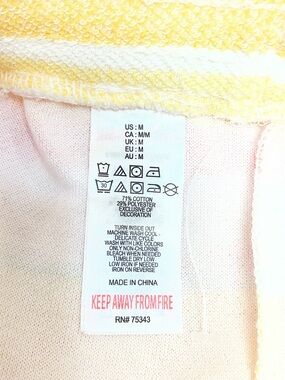 US : M
CA : M/M
UK : M
EU : M
AU : M
30
71% COTTON
29% POLYESTER
EXCLUSIVE OF
DECORATION
TURN INSIDE OUT
MACHINE WASH COOL
DELICATE CYCLE
WASH WITH LIKE COLORS
ONLY NON-CHLORINE
BLEACH WHEN NEEDED
TUMBLE DRY LOW
LOW IRON IF NEEDED
IRON ON REVERSE
MADE IN CHINA
KEEP AWAY FROM FIRE
RN# 75343